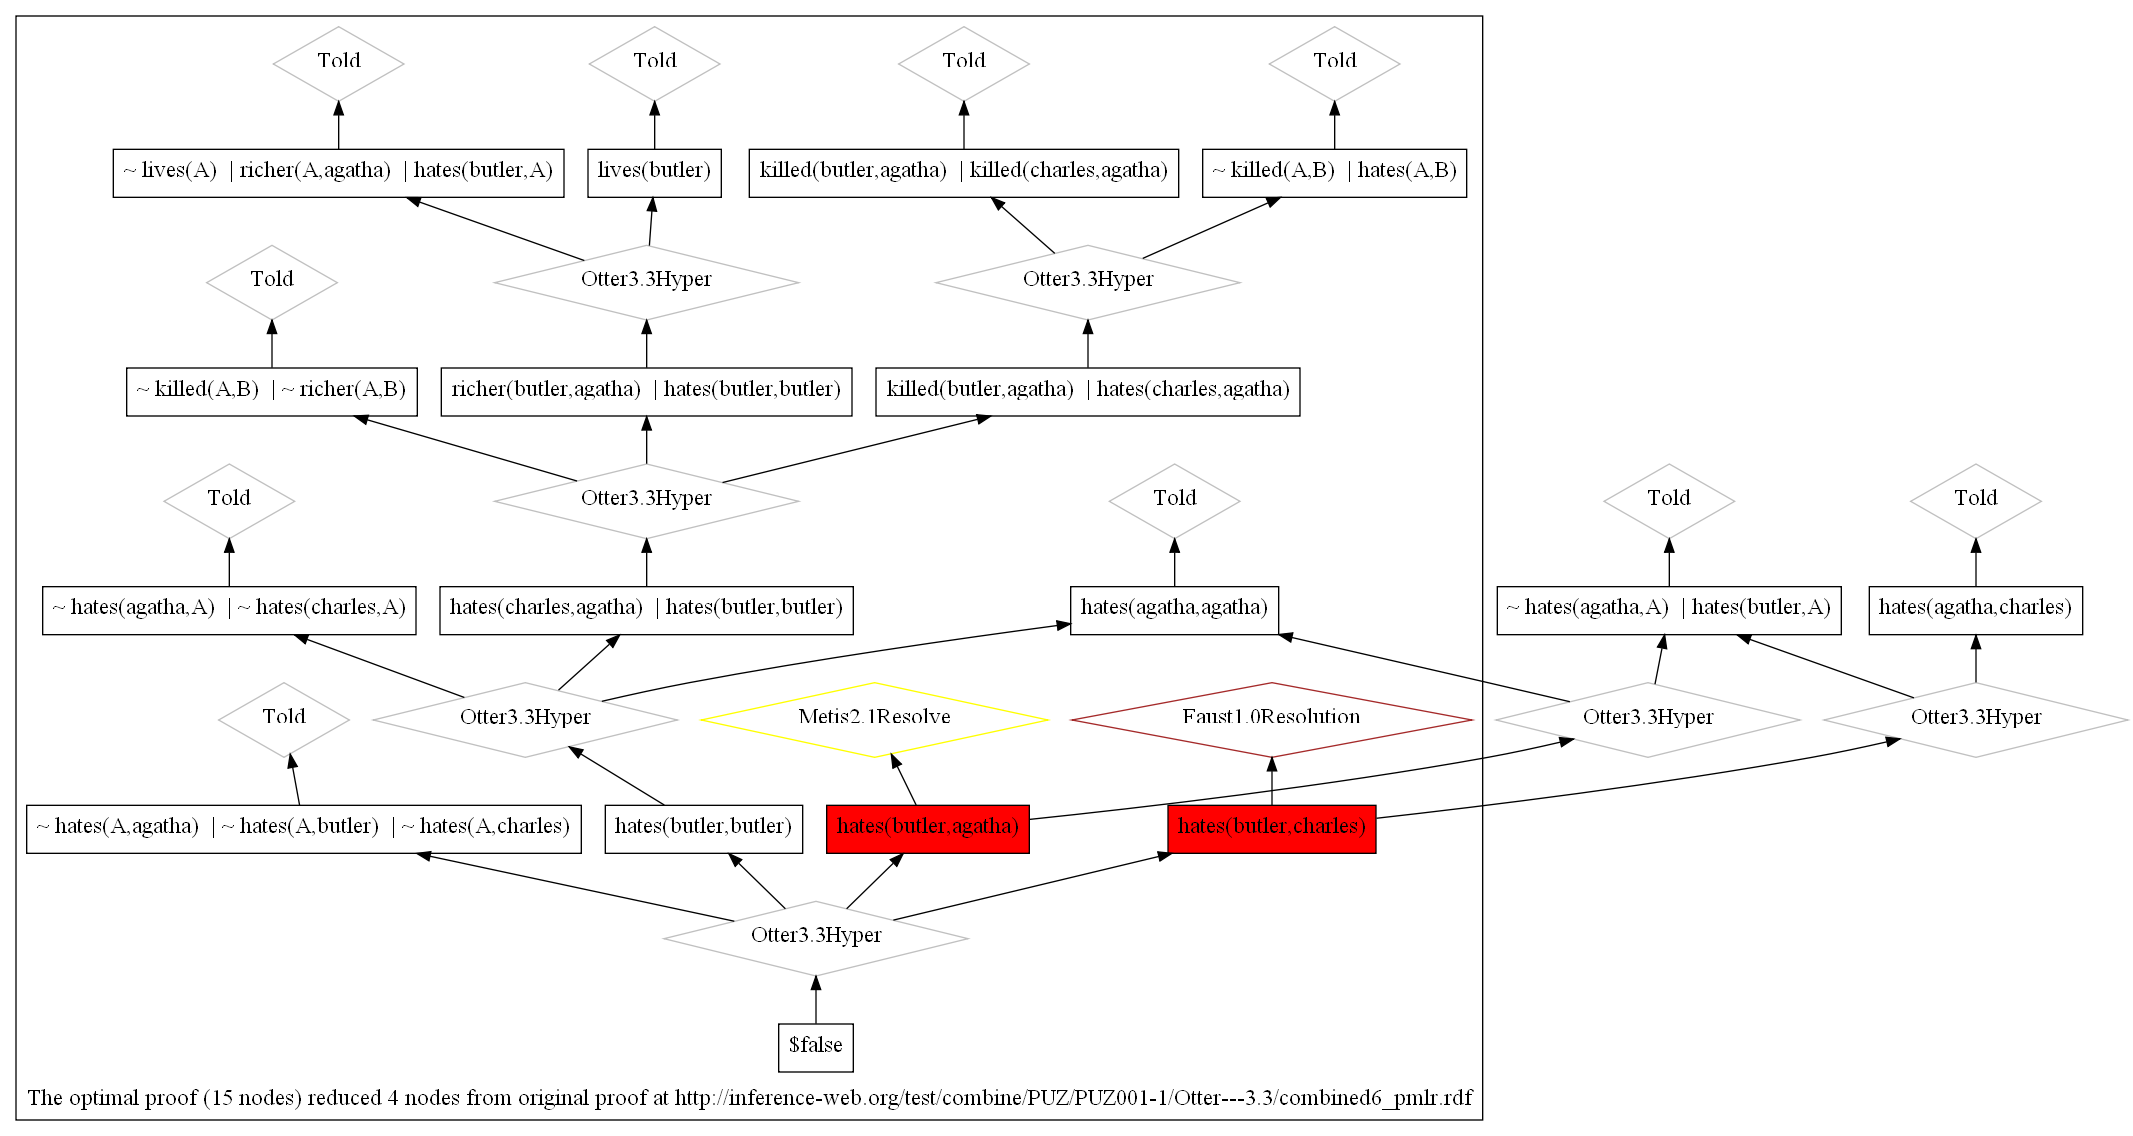 Told
Told
Told
Told
~ lives(A) | richer(A,agatha) | hates(butler,A)
lives(butler)
killed(butler,agatha) | killed(charles,agatha)
~ killed(A,B) | hates(A,B)
Told
Otter3.3Hyper
Otter3.3Hyper
~ killed(A,B) | ~ richer(A,B)
richer(butler,agatha) | hates(butler,butler)
killed(butler,agatha) | hates(charles,agatha)
Told
Otter3.3Hyper
Told
Told
Told
~ hates(agatha,A) | ~ hates(charles,A)
hates(charles,agatha) | hates(butler,butler)
hates(agatha,agatha)
~ hates(agatha,A) | hates(butler,A)
hates(agatha,charles)
Told
Otter3.3Hyper
Metis2.1Resolve
Faust1.0Resolution
Otter3.3Hyper
Otter3.3Hyper
~ hates(A,agatha) | ~ hates(A,butler) | ~ hates(A,charles)
hates(butler,butler)
hates(butler,agatha)
hates(butler,charles)
Otter3.3Hyper
$false
The optimal proof (15 nodes) reduced 4 nodes from original proof at http://inference-web.org/test/combine/PUZ/PUZ001-1/Otter---3.3/combined6_pmlr.rdf